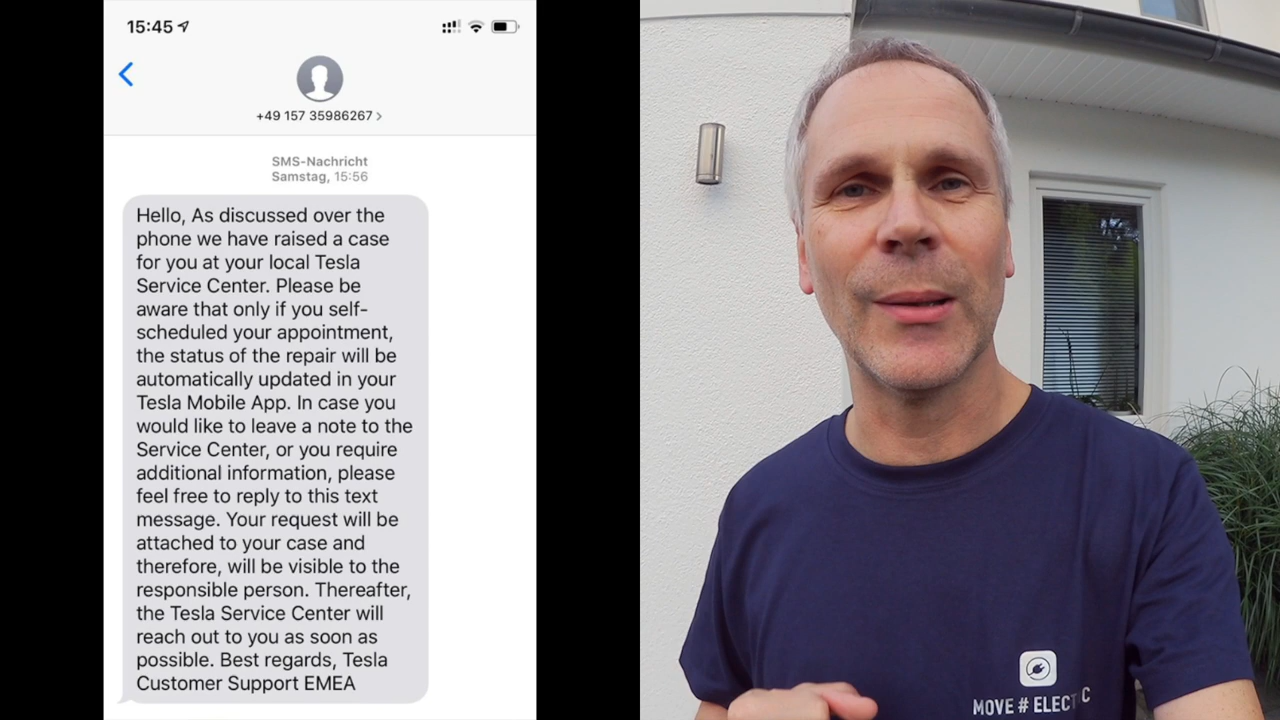 15:45
+49 157 35986267 >
SMS-Nachricht
Samstag, 15:56
Hello, As discussed over the
phone we have raised a case
for you at your local Tesla
Service Center. Please be
aware that only if you self-
scheduled your appointment,
the status of the repair will be
automatically updated in your
Tesla Mobile App. In case you
would like to leave a note to the
Service Center, or you require
additional information, please
feel free to reply to this text
message. Your request will be
attached to your case and
therefore, will be visible to the
responsible person. Thereafter,
the Tesla Service Center will
reach out to you as soon as
possible. Best regards, Tesla
Customer Support EMEA
MOVE # ELECTRIC